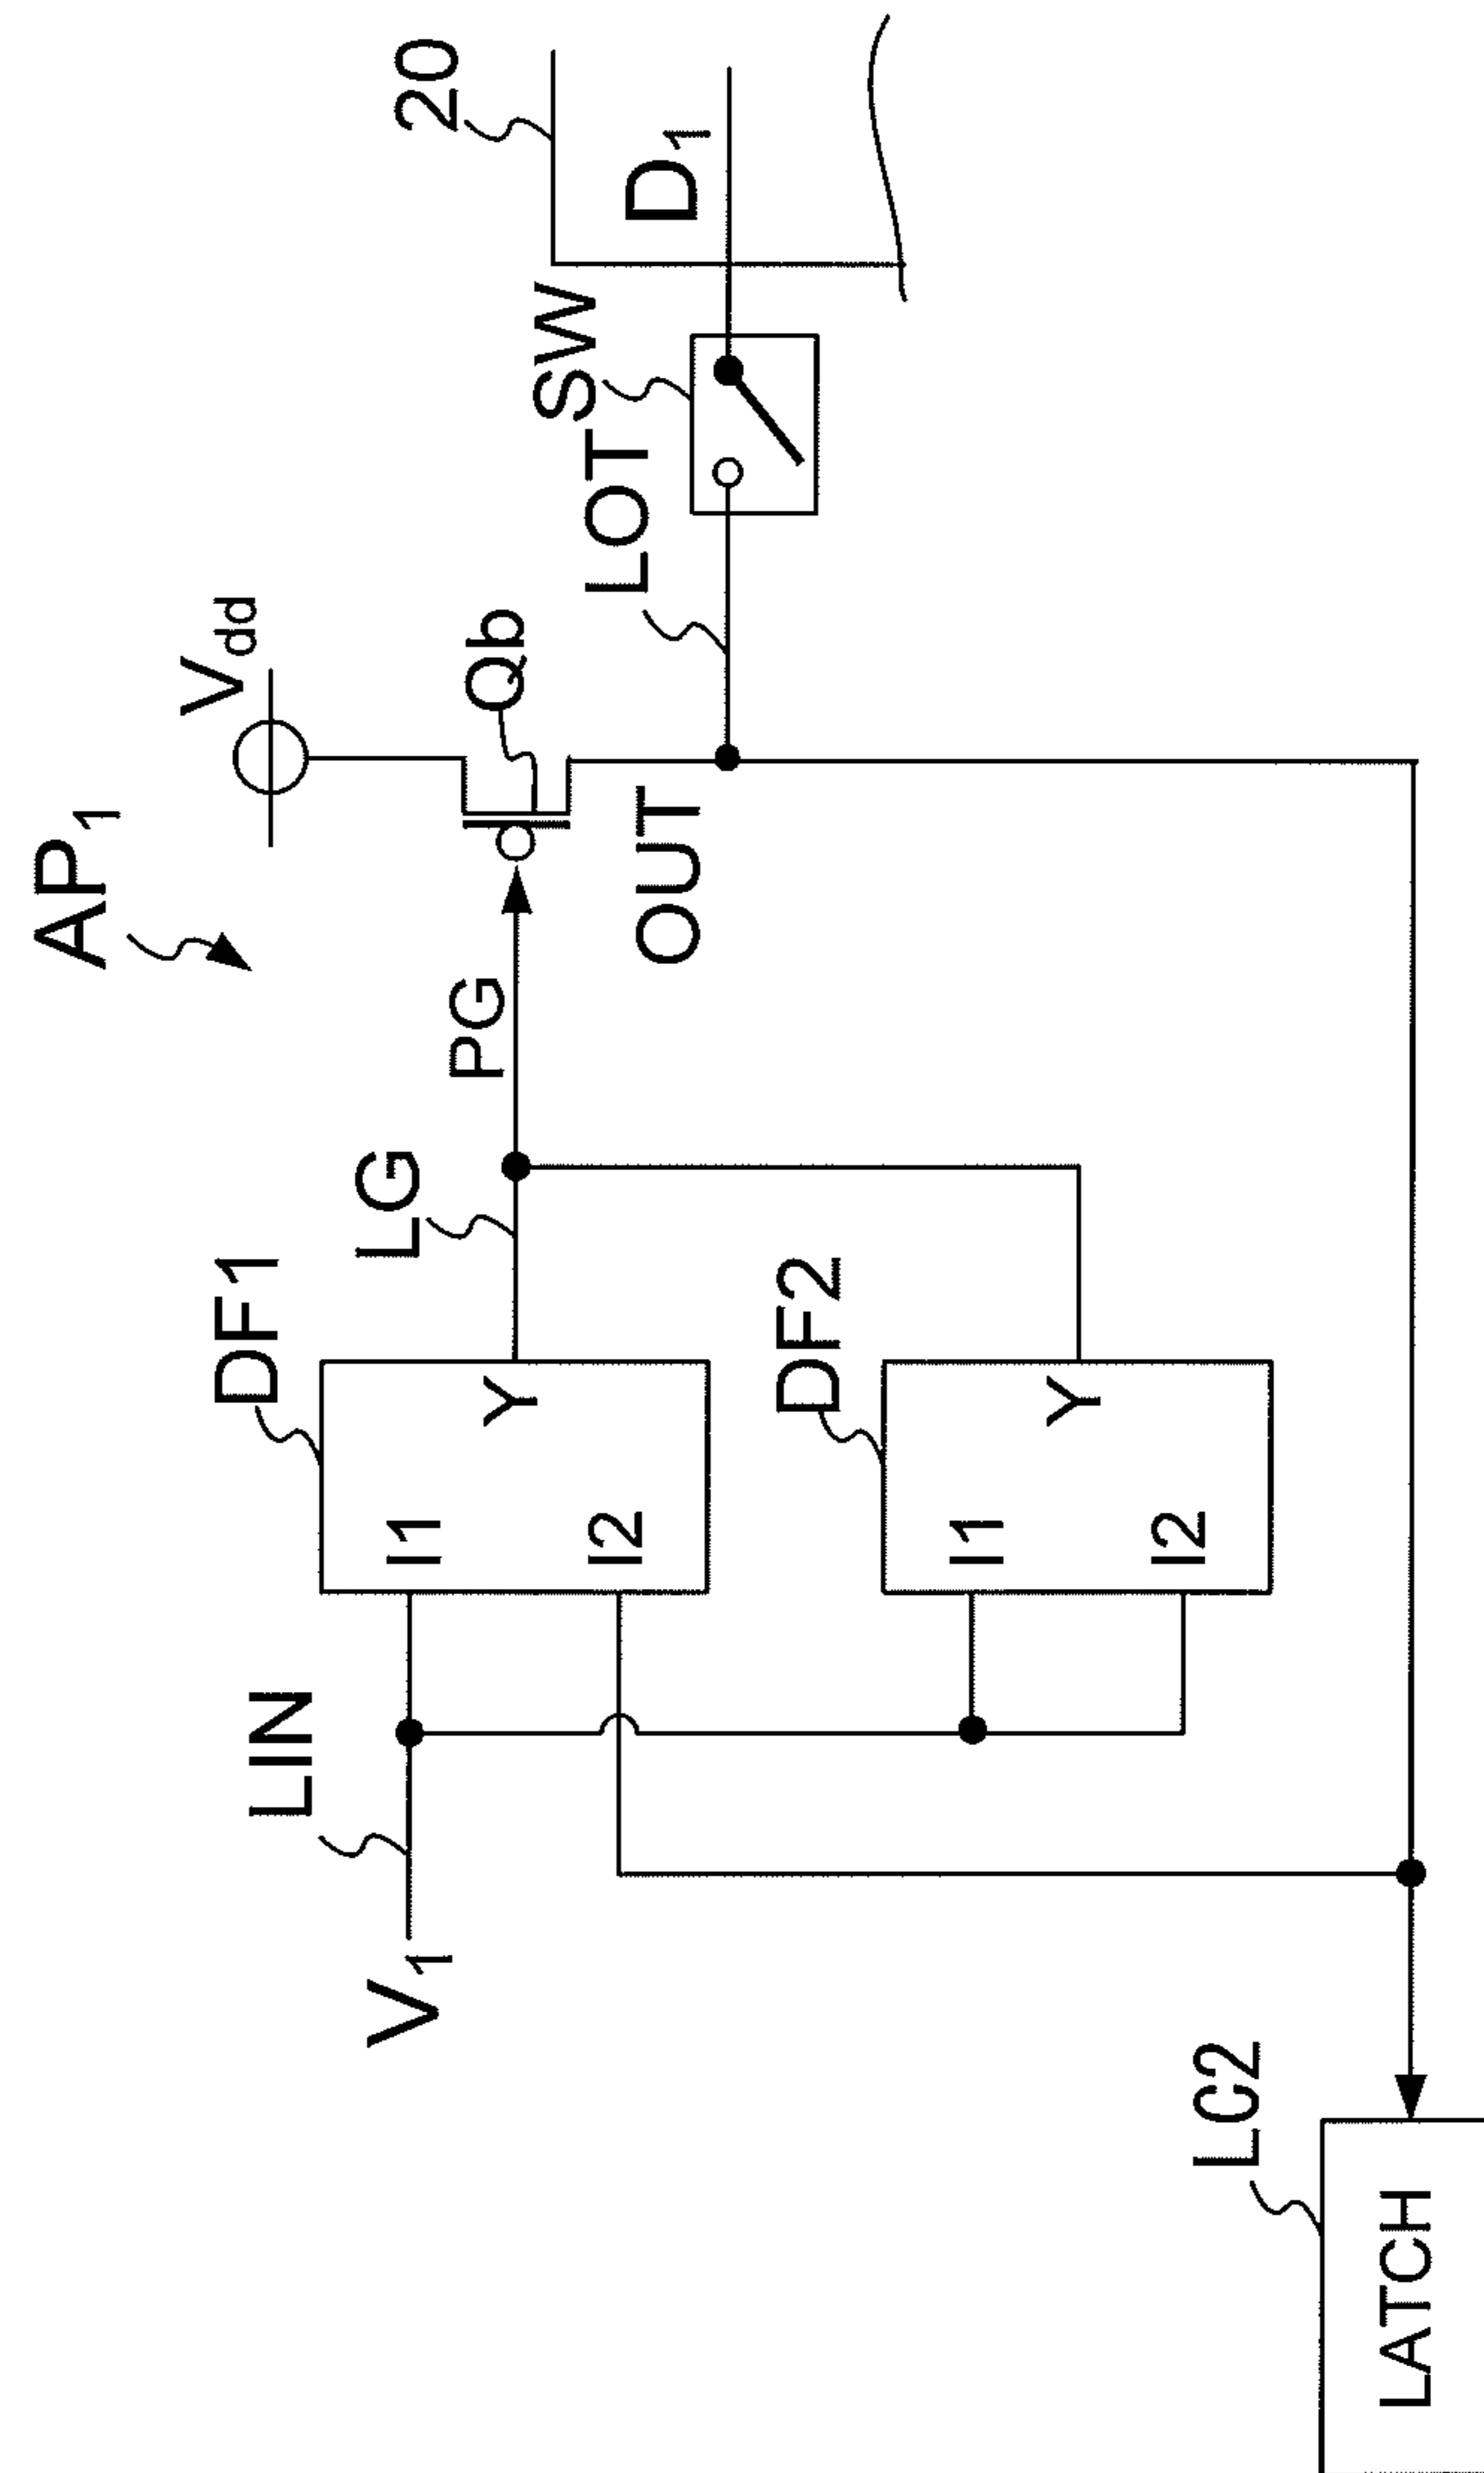 AP1
Vdd
20
D1
Qb
SW
LOT
PG
LG
OUT
DF1
LIN
I1
Y
I2
V1
DF2
I1
Y
I2
LC2
LATCH